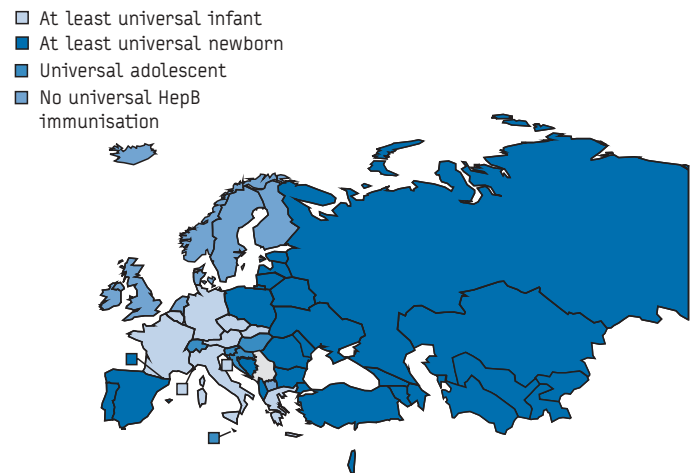 At least universal infant
At least universal newborn
Universal adolescent
No universal HepB
immunisation